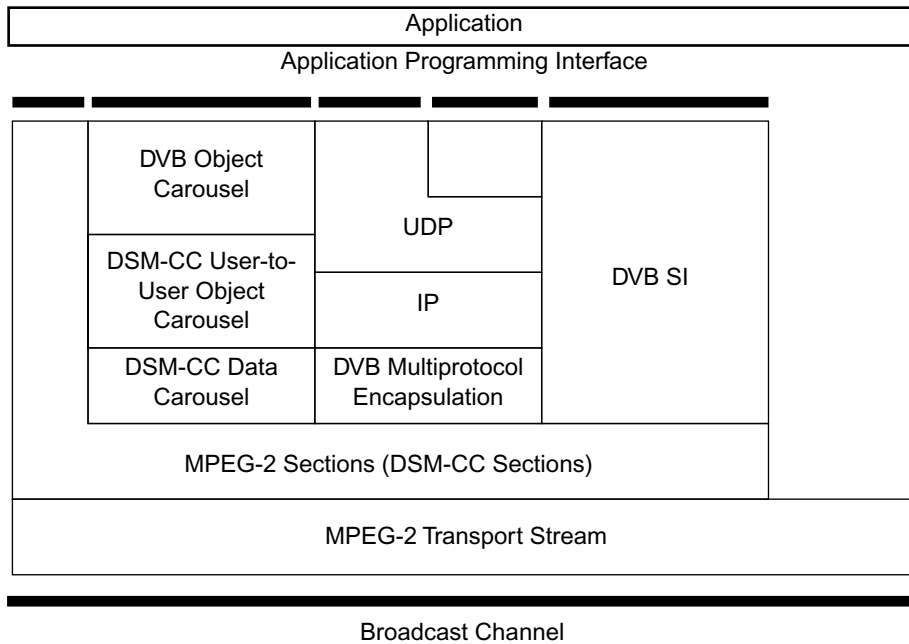 Application
Application Programming Interface
DVB Object
Carousel
DSM-CC User-to-
User Object
Carousel
DSM-CC Data
Carousel
UDP
IP
DVB Multiprotocol
Encapsulation
DVB SI
MPEG-2 Sections (DSM-CC Sections)
MPEG-2 Transport Stream
Broadcast Channel